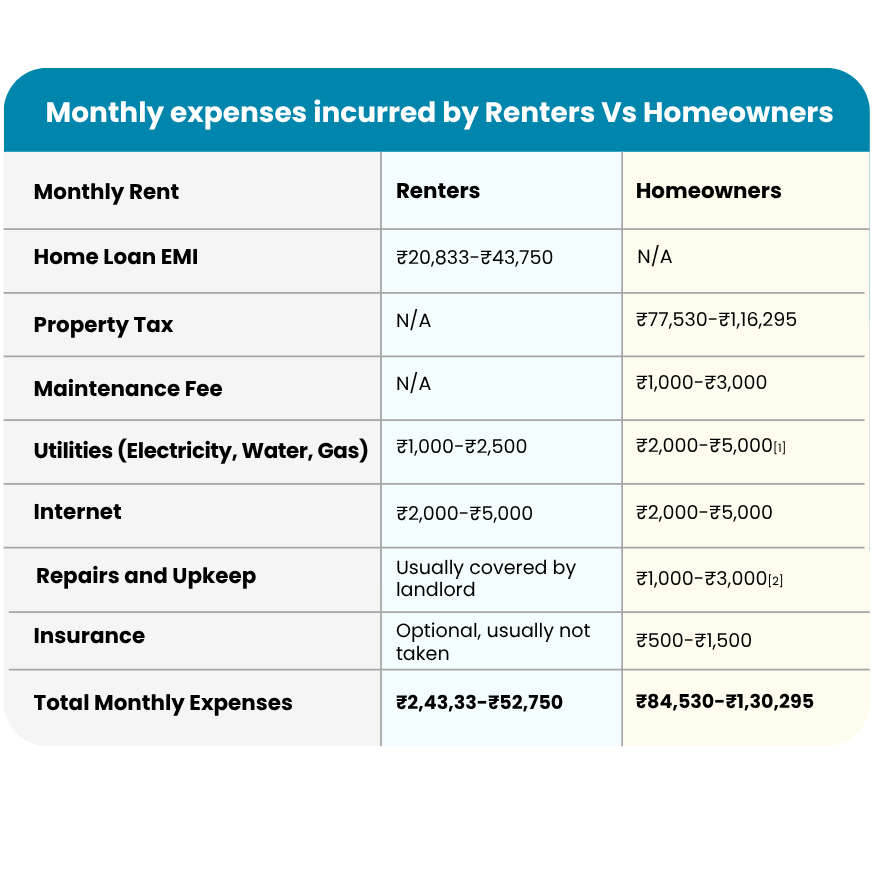 Monthly expenses incurred by Renters Vs Homeowners
Monthly Rent Renters Homeowners
Home Loan EMI ₹20,833-₹43,750 N/A
Property Tax N/A ₹77,530-₹1,16,295
Maintenance Fee N/A ₹1,000-₹3,000
Utilities (Electricity, Water, Gas) ₹1,000-₹2,500 ₹2,000-₹5,000[1]
Internet ₹2,000-₹5,000 ₹2,000-₹5,000
Repairs and Upkeep Usually covered by
landlord ₹1,000-₹3,000[2]
Insurance Optional, usually not
taken ₹500-₹1,500
Total Monthly Expenses ₹2,43,33-₹52,750 ₹84,530-₹1,30,295